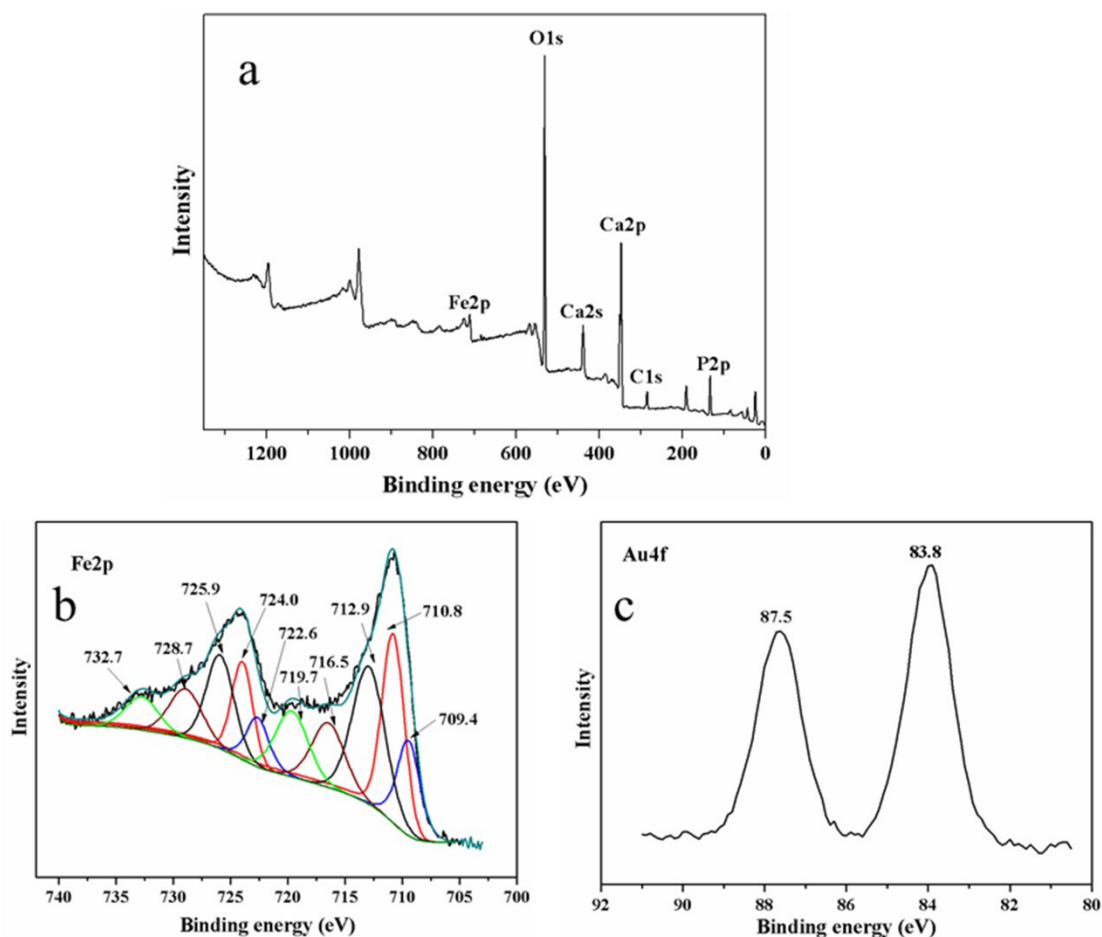 a
O1s
Ca2p
Fe2p
Ca2s
C1s
P2p
Intensity
1200 1000 800 600 400 200 0
Binding energy (eV)
Fe2p
b
725.9
724.0
712.9
710.8
722.6
728.7
716.5
732.7
719.7
709.4
Intensity
740 735 730 725 720 715 710 705 700
Binding energy (eV)
Au4f
c
83.8
87.5
Intensity
92 90 88 86 84 82 80
Binding energy (eV)